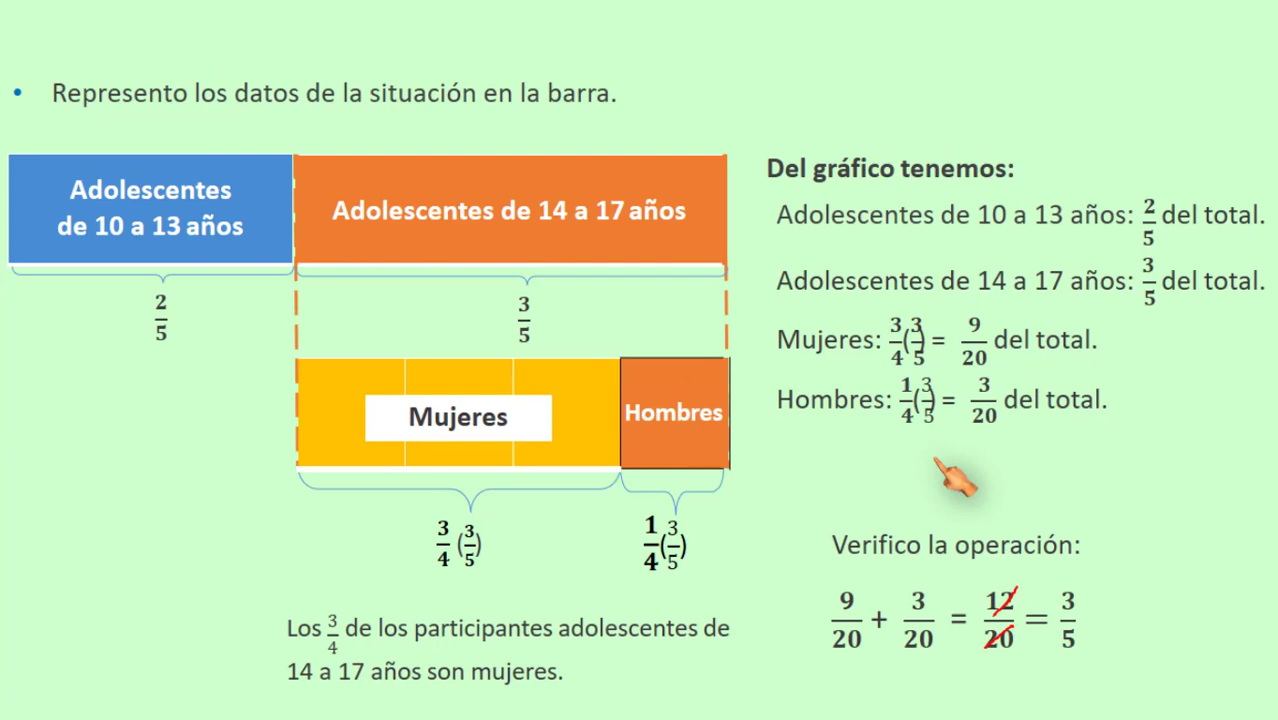 • Represento los datos de la situación en la barra.
Adolescentes
de 10 a 13 años
Adolescentes de 14 a 17 años
2/5
3/5
Mujeres
Hombres
3/4 (3/5)
1/4 (3/5)
Los 3/4 de los participantes adolescentes de
14 a 17 años son mujeres.
Del gráfico tenemos:
Adolescentes de 10 a 13 años: 2/5 del total.
Adolescentes de 14 a 17 años: 3/5 del total.
Mujeres: 3/4 (3/5) = 9/20 del total.
Hombres: 1/4 (3/5) = 3/20 del total.
Verifico la operación:
9/20 + 3/20 = 12/20 = 3/5